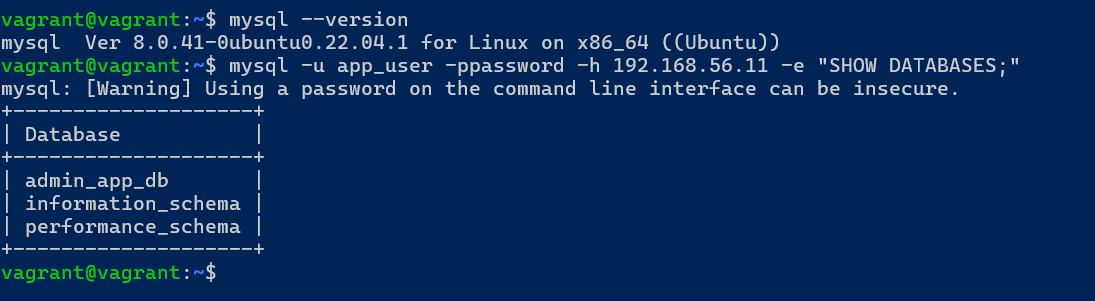 vagrant@vagrant:~$ mysql --version
mysql  Ver 8.0.41-0ubuntu0.22.04.1 for Linux on x86_64 ((Ubuntu))
vagrant@vagrant:~$ mysql -u app_user -ppassword -h 192.168.56.11 -e "SHOW DATABASES;"
mysql: [Warning] Using a password on the command line interface can be insecure.
+--------------------+
| Database           |
+--------------------+
| admin_app_db       |
| information_schema |
| performance_schema |
+--------------------+
vagrant@vagrant:~$